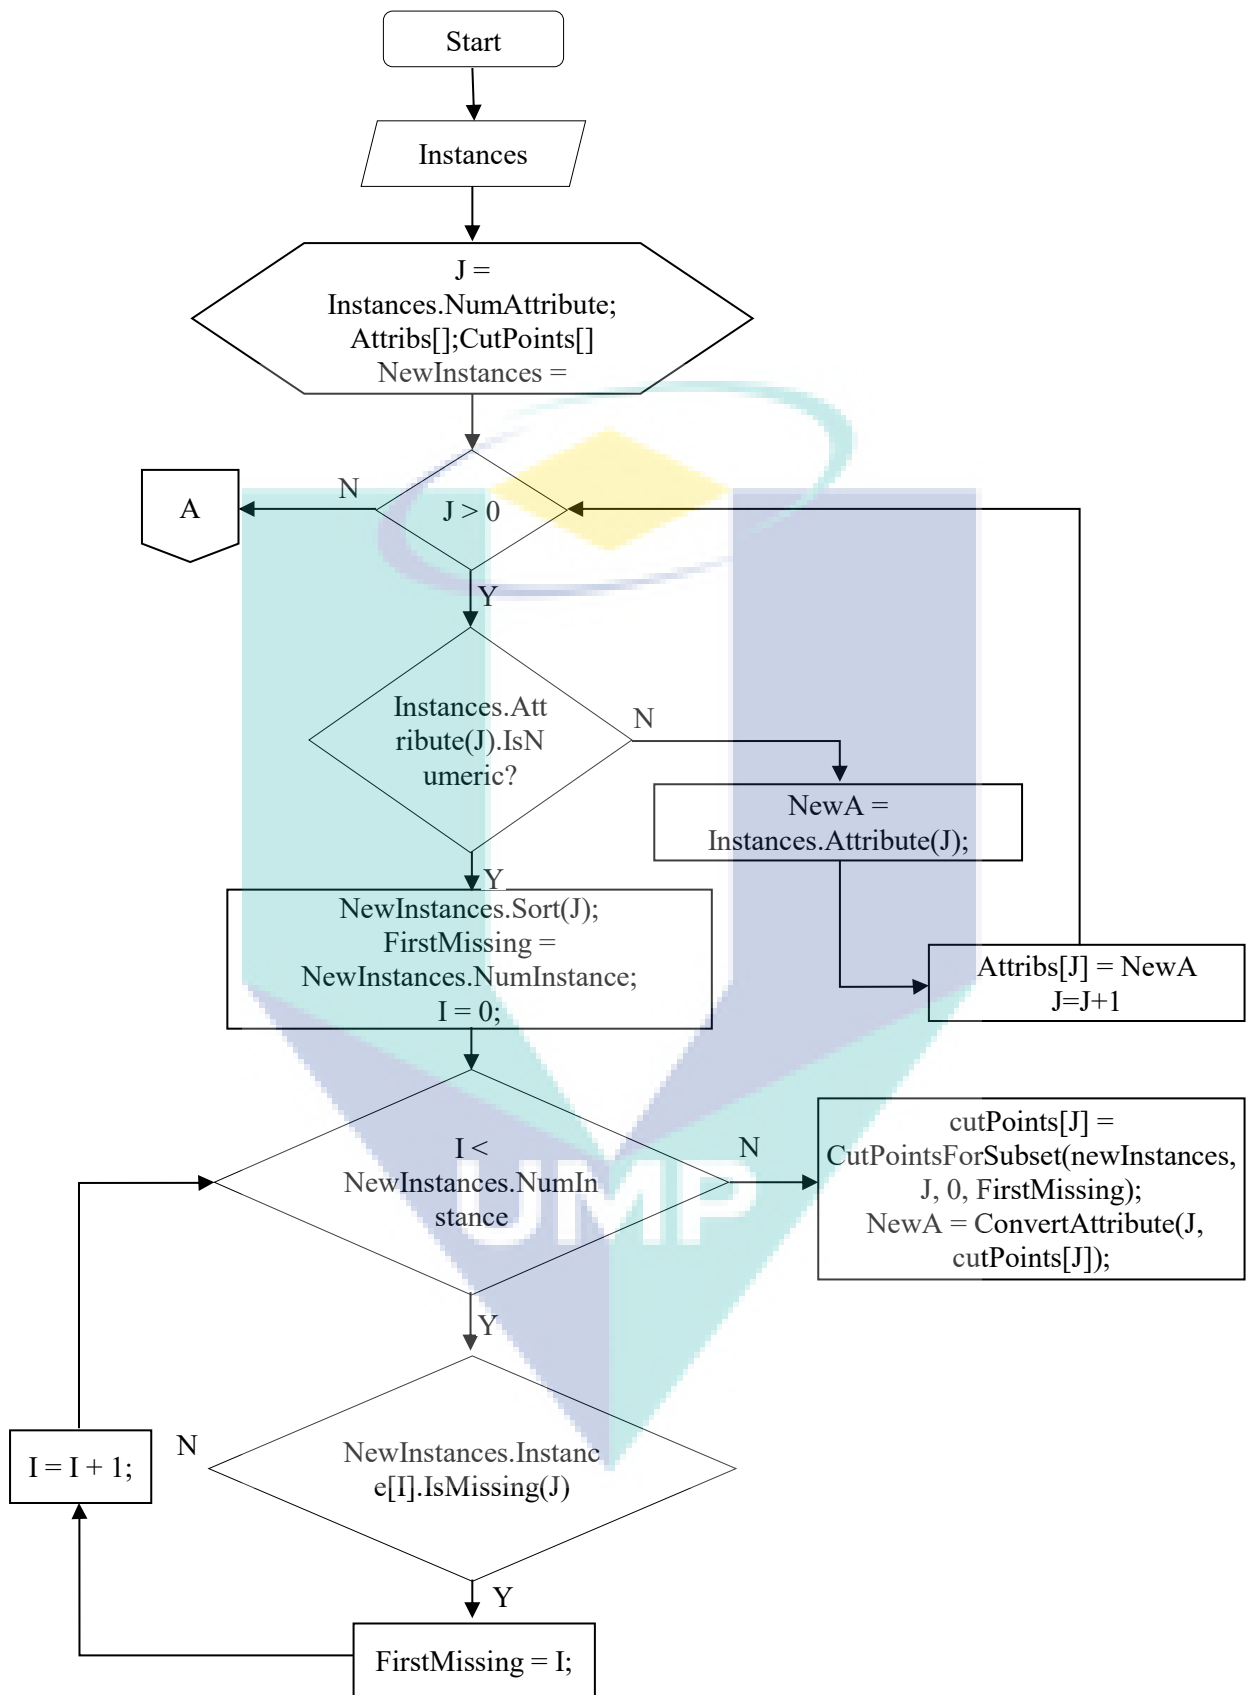 Start
Instances
J =
Instances.NumAttribute;
Attribs[];CutPoints[]
NewInstances =
A
N
J > 0
Y
Instances.Att
ribute(J).IsN
umeric?
N
NewA =
Instances.Attribute(J);
Y
NewInstances.Sort(J);
FirstMissing =
NewInstances.NumInstance;
I = 0;
Attribs[J] = NewA
J=J+1
I <
NewInstances.NumIn
stance
N
cutPoints[J] =
CutPointsForSubset(newInstances,
J, 0, FirstMissing);
NewA = ConvertAttribute(J,
cutPoints[J]);
UMP
Y
I = I + 1;
N
NewInstances.Instanc
e[I].IsMissing(J)
Y
FirstMissing = I;